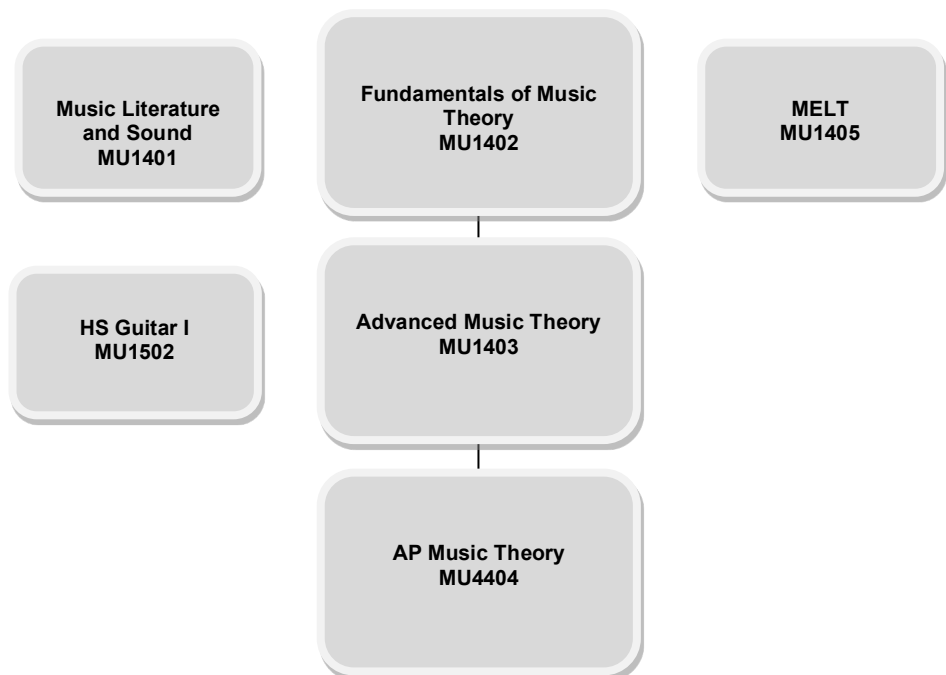 Music Literature
and Sound
MU1401
Fundamentals of Music
Theory
MU1402
MELT
MU1405
HS Guitar I
MU1502
Advanced Music Theory
MU1403
AP Music Theory
MU4404